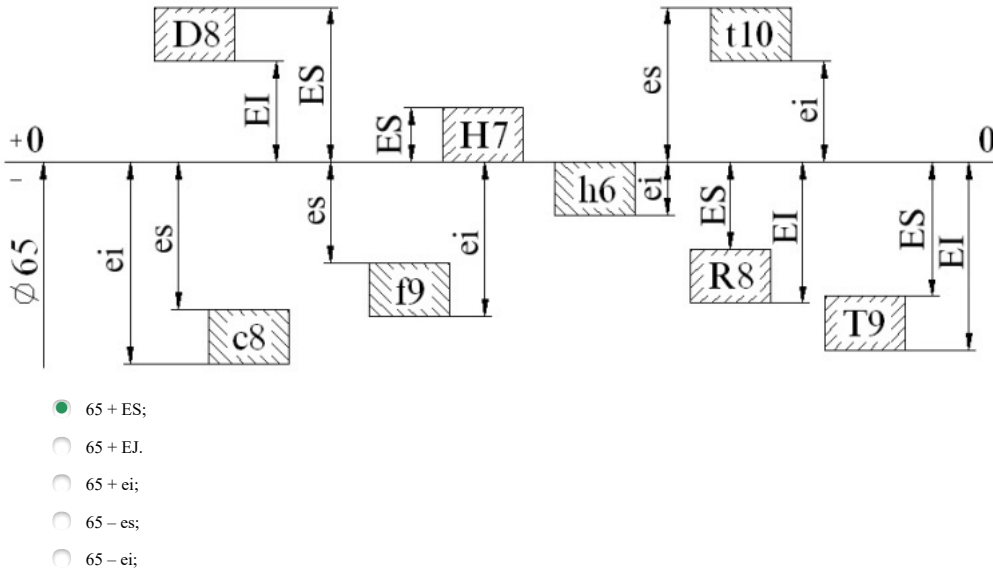 D8
t10
EI
ES
es
ei
ES
H7
+0
0
–
h6
ei
ei
es
es
ei
ES
EI
ES
EI
Ø 65
f9
R8
c8
T9
65 + ES;
65 + EJ.
65 + ei;
65 – es;
65 – ei;